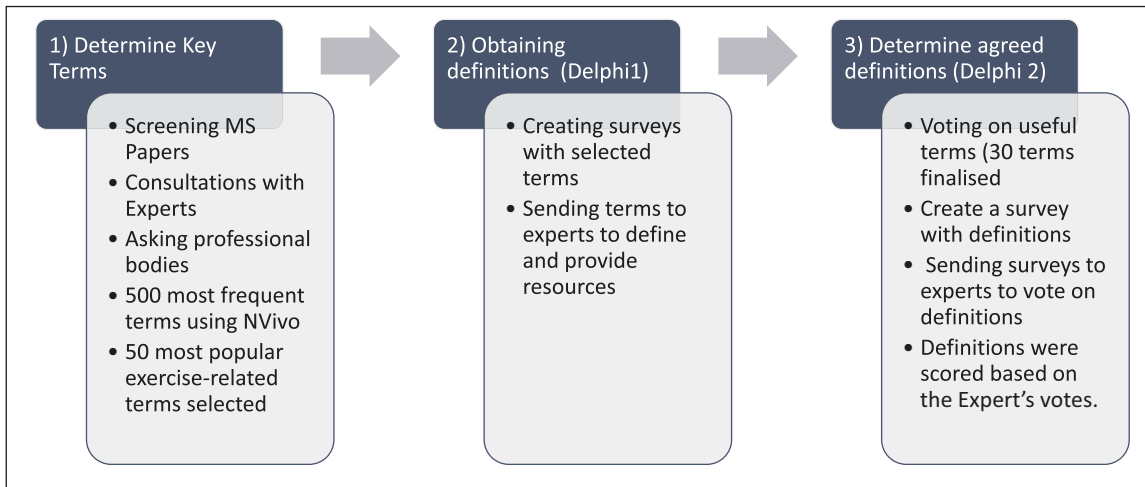 1) Determine Key
Terms
• Screening MS
Papers
• Consultations with
Experts
• Asking professional
bodies
• 500 most frequent
terms using NVivo
• 50 most popular
exercise-related
terms selected
2) Obtaining
definitions (Delphi1)
• Creating surveys
with selected
terms
• Sending terms to
experts to define
and provide
resources
3) Determine agreed
definitions (Delphi 2)
• Voting on useful
terms (30 terms
finalised
• Create a survey
with definitions
• Sending surveys to
experts to vote on
definitions
• Definitions were
scored based on
the Expert’s votes.